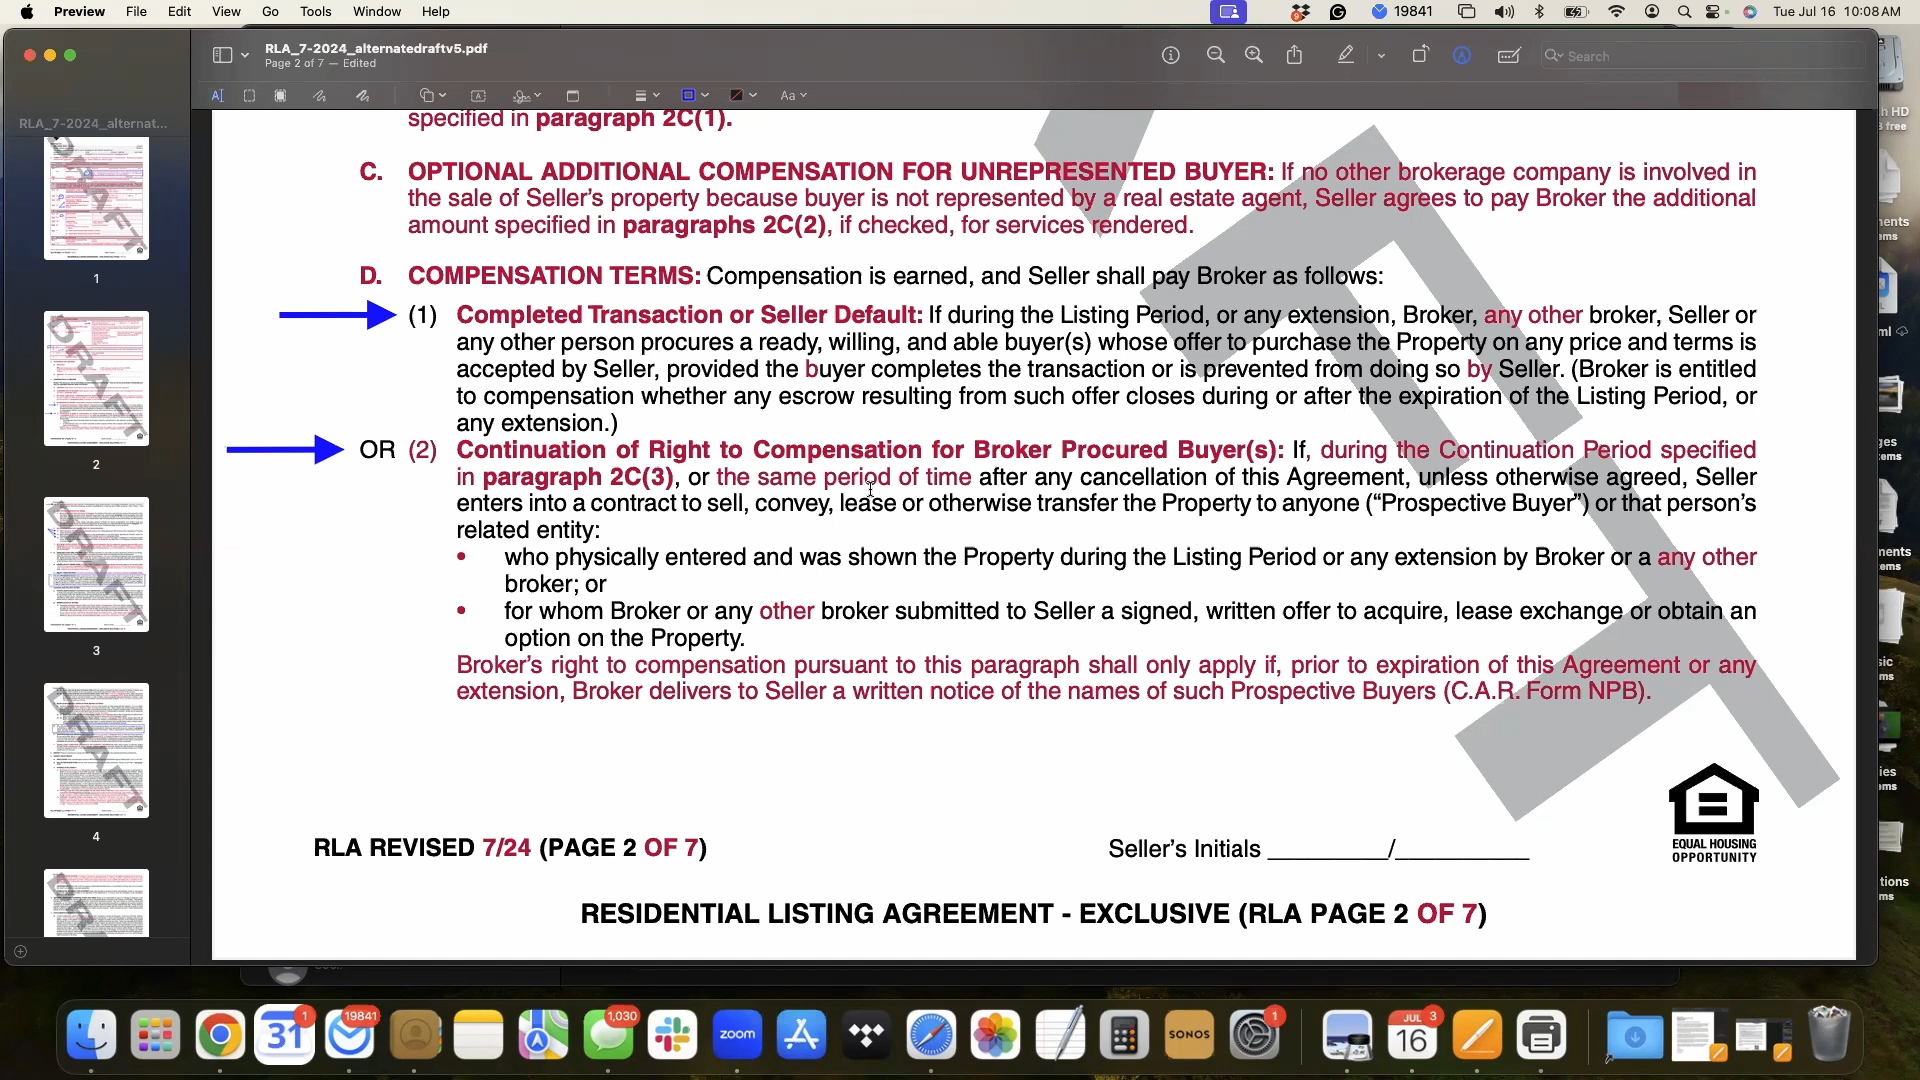 Preview File Edit View Go Tools Window Help
9
19841
Tue Jul 16 10:08 AM
RLA_7-2024_alternatedraftv5.pdf
Page 2 of 7 — Edited
Search
Aa
RLA_7-2024_alternat...
1
2
3
4
DRAFT
specified in paragraph 2C(1).
C. OPTIONAL ADDITIONAL COMPENSATION FOR UNREPRESENTED BUYER: If no other brokerage company is involved in
the sale of Seller's property because buyer is not represented by a real estate agent, Seller agrees to pay Broker the additional
amount specified in paragraphs 2C(2), if checked, for services rendered.
D. COMPENSATION TERMS: Compensation is earned, and Seller shall pay Broker as follows:
(1) Completed Transaction or Seller Default: If during the Listing Period, or any extension, Broker, any other broker, Seller or
any other person procures a ready, willing, and able buyer(s) whose offer to purchase the Property on any price and terms is
accepted by Seller, provided the buyer completes the transaction or is prevented from doing so by Seller. (Broker is entitled
to compensation whether any escrow resulting from such offer closes during or after the expiration of the Listing Period, or
any extension.)
OR (2) Continuation of Right to Compensation for Broker Procured Buyer(s): If, during the Continuation Period specified
in paragraph 2C(3), or the same period of time after any cancellation of this Agreement, unless otherwise agreed, Seller
enters into a contract to sell, convey, lease or otherwise transfer the Property to anyone ("Prospective Buyer") or that person's
related entity:
• who physically entered and was shown the Property during the Listing Period or any extension by Broker or a any other
broker; or
• for whom Broker or any other broker submitted to Seller a signed, written offer to acquire, lease exchange or obtain an
option on the Property.
Broker's right to compensation pursuant to this paragraph shall only apply if, prior to expiration of this Agreement or any
extension, Broker delivers to Seller a written notice of the names of such Prospective Buyers (C.A.R. Form NPB).
EQUAL HOUSING
OPPORTUNITY
RLA REVISED 7/24 (PAGE 2 OF 7)
Seller's Initials __________/___________
RESIDENTIAL LISTING AGREEMENT - EXCLUSIVE (RLA PAGE 2 OF 7)
h HD
free
31
1
19841
1,030
zoom
SONOS
1
JUL
3
16